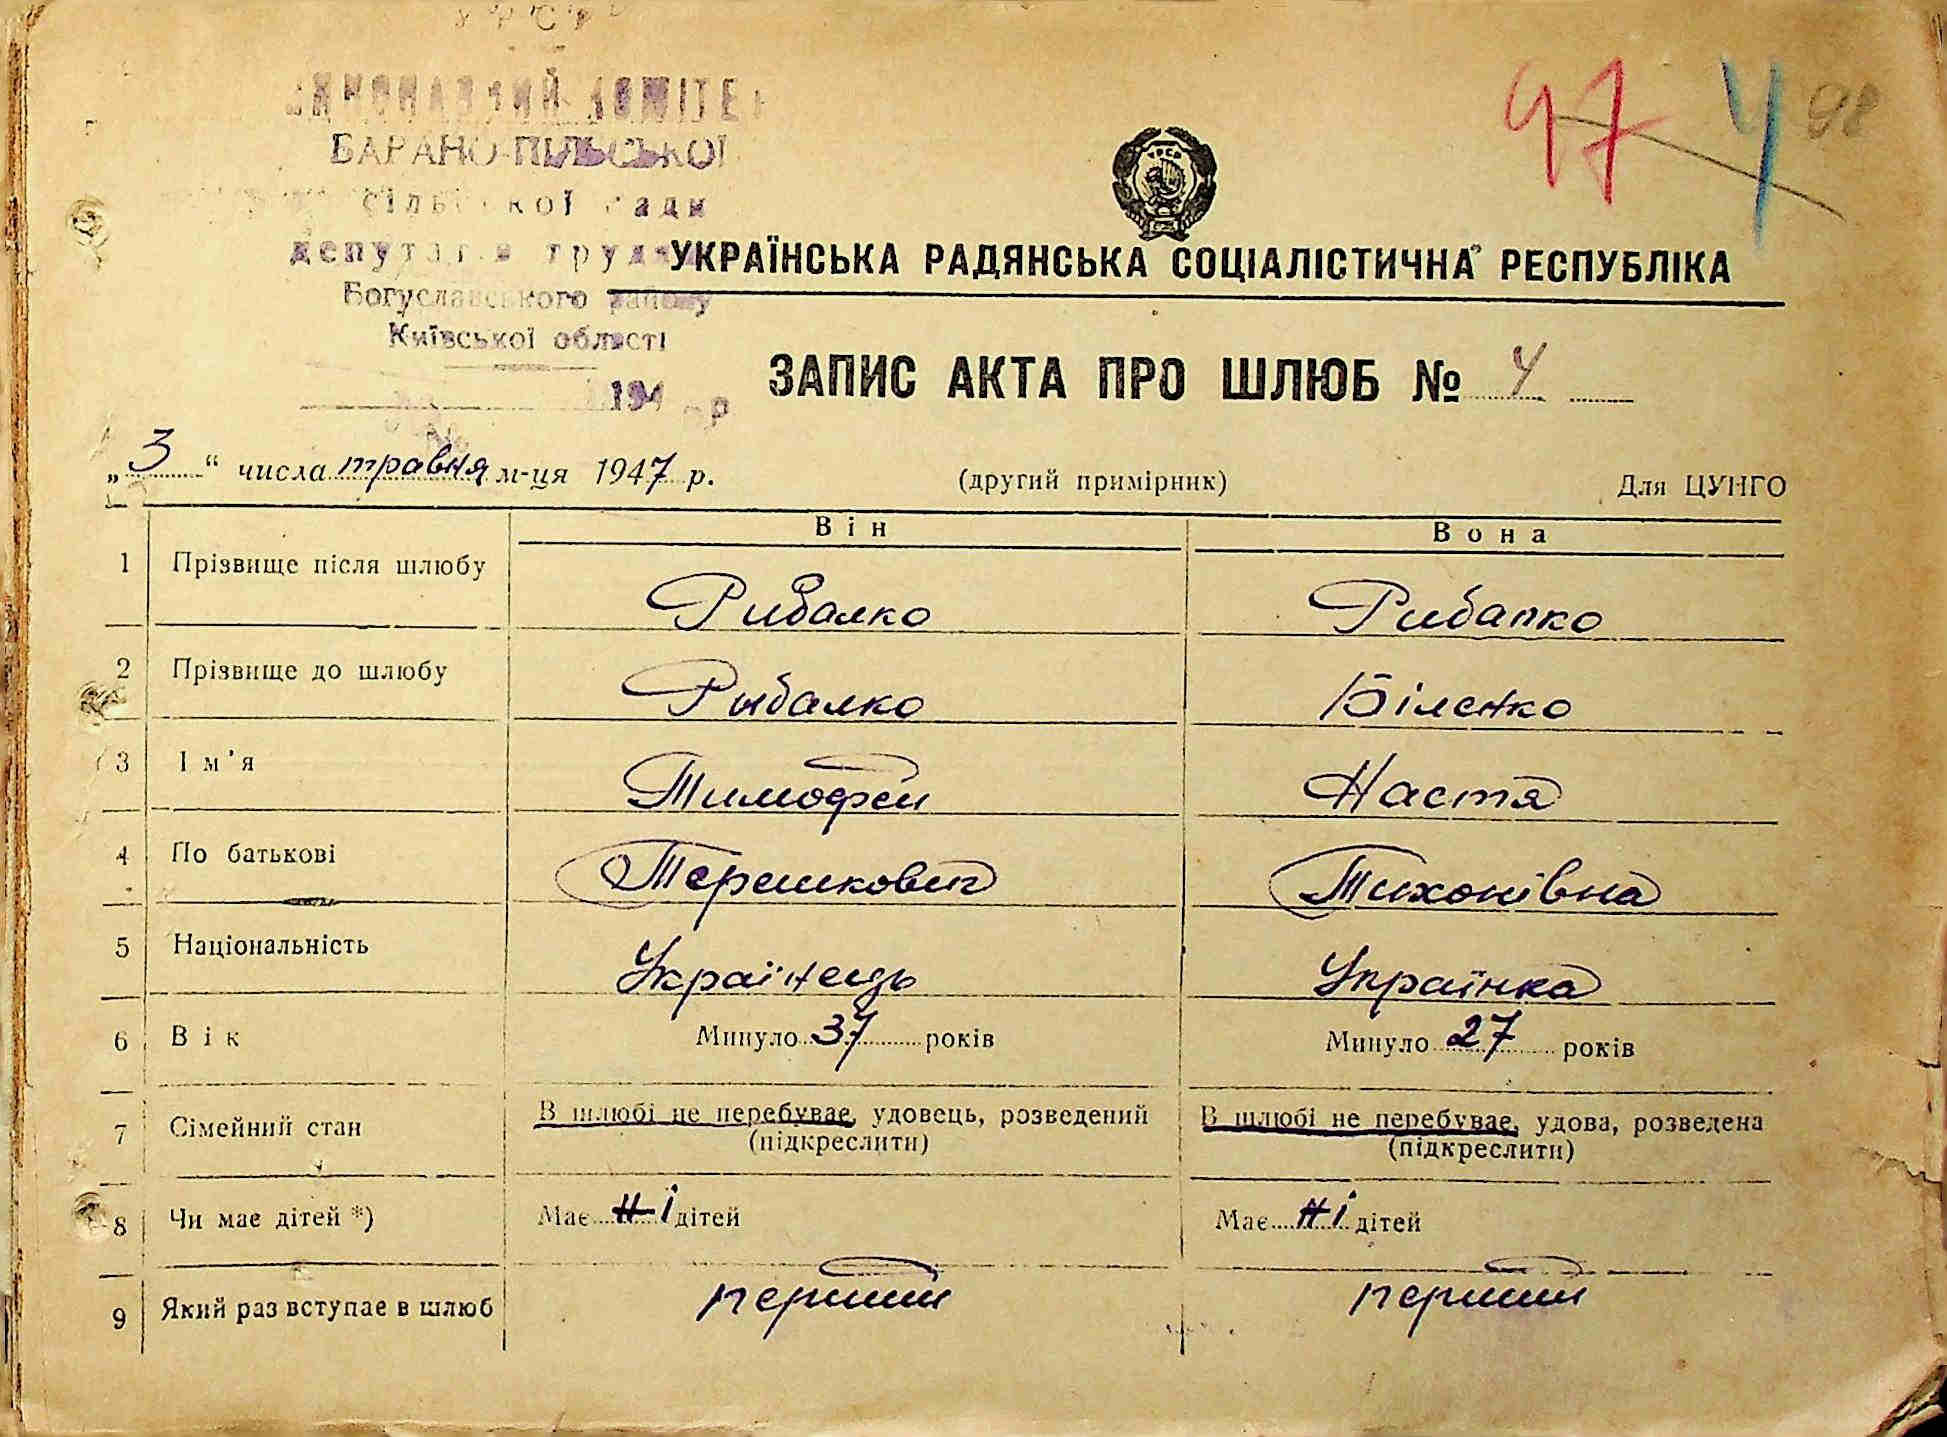 УРСР
ВИКОНАВЧИЙ КОМІТЕ
БАРАНО-ПІЛЬСЬКОЇ
сільської ради
депутатів труд
Богуславського району
Київської області
194 р
47 4 98
УКРАЇНСЬКА РАДЯНСЬКА СОЦІАЛІСТИЧНА РЕСПУБЛІКА
ЗАПИС АКТА ПРО ШЛЮБ № 4
„3“ числа травня м-ця 1947 р. (другий примірник) Для ЦУНГО
Він Вона
1 Прізвище після шлюбу Рибалко Рибалко
2 Прізвище до шлюбу Рыбалко Біленко
3 Ім'я Тимофей Настя
4 По батькові Терешкович Тихонівна
5 Національність Українець Українка
6 Вік Минуло 37 років Минуло 27 років
7 Сімейний стан В шлюбі не перебуває, удовець, розведений (підкреслити) В шлюбі не перебуває, удова, розведена (підкреслити)
8 Чи має дітей *) Має ні дітей Має ні дітей
9 Який раз вступає в шлюб перший перший